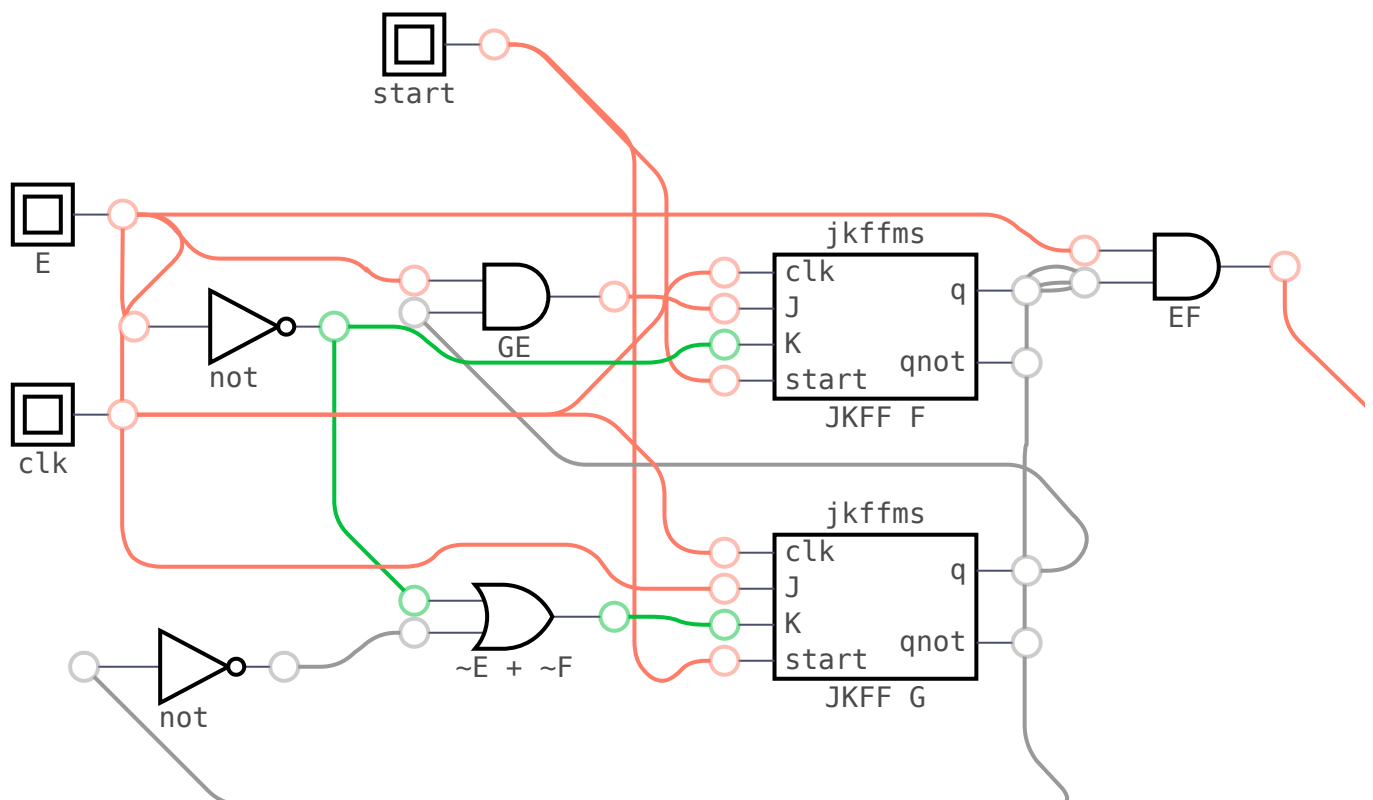 start
E
not
clk
GE
jkffms
clk
J
K
start
q
qnot
JKFF F
EF
jkffms
clk
J
K
start
q
qnot
JKFF G
~E + ~F
not